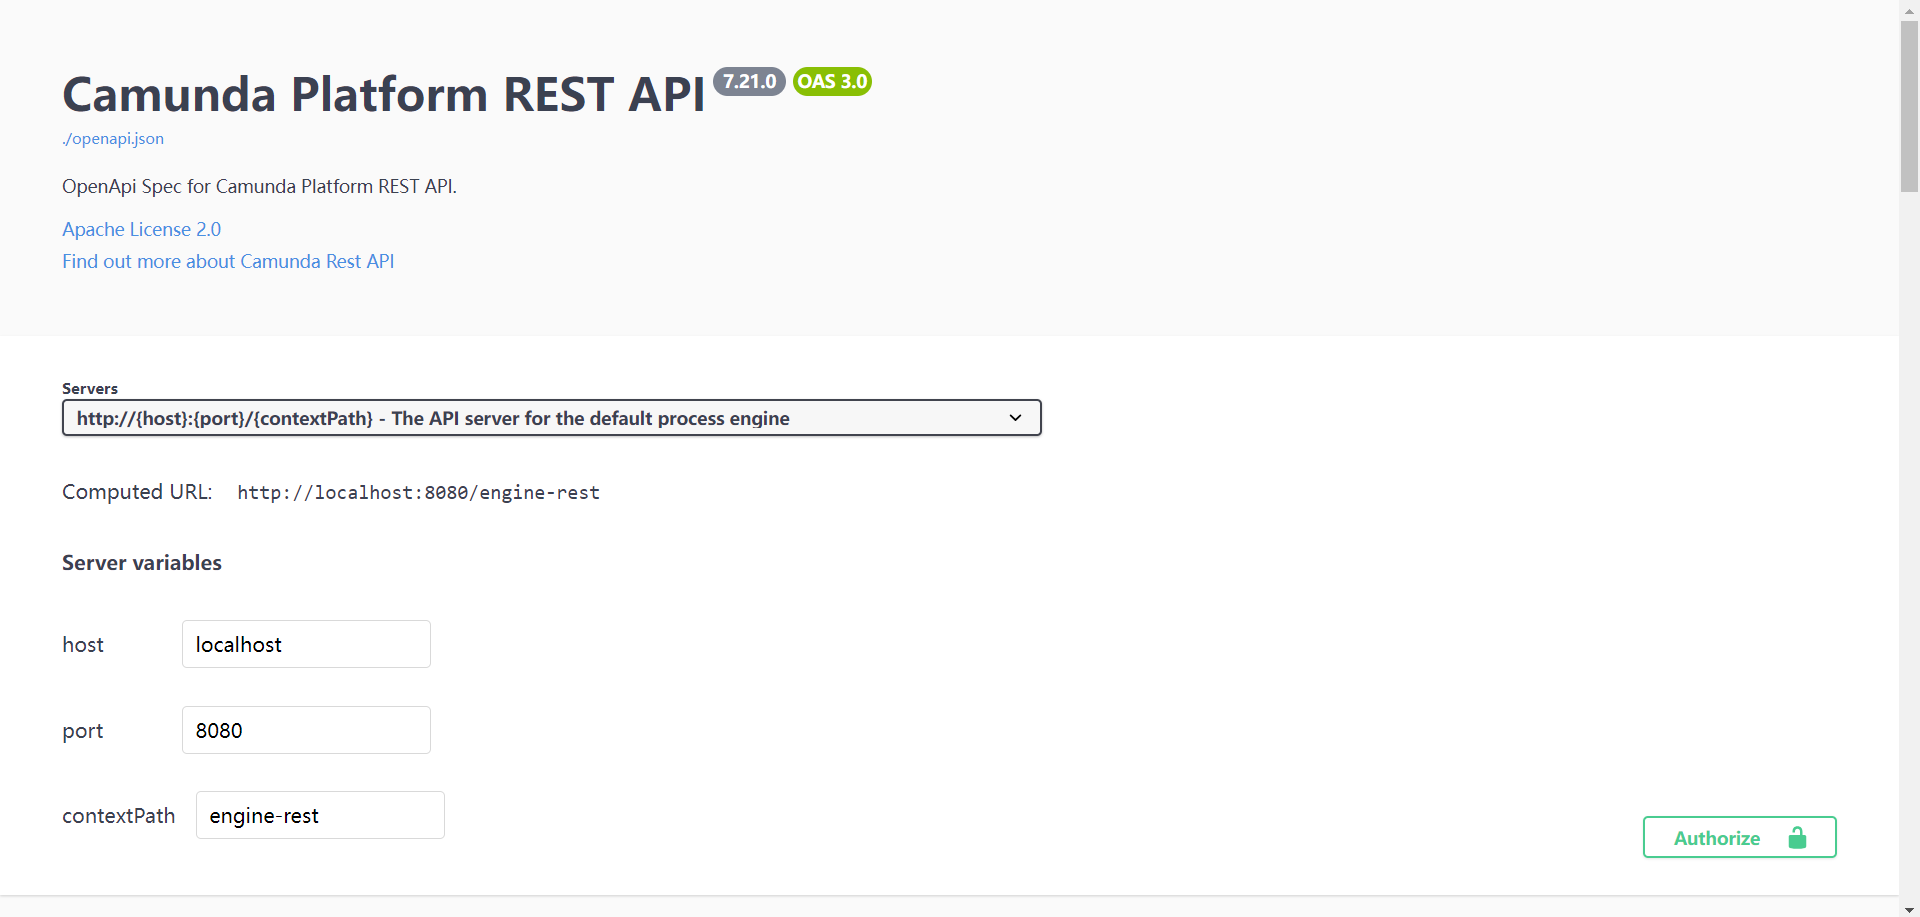 Camunda Platform REST API 7.21.0 OAS 3.0
./openapi.json
OpenApi Spec for Camunda Platform REST API.
Apache License 2.0
Find out more about Camunda Rest API
Servers
http://{host}:{port}/{contextPath} - The API server for the default process engine
Computed URL: http://localhost:8080/engine-rest
Server variables
host localhost
port 8080
contextPath engine-rest
Authorize